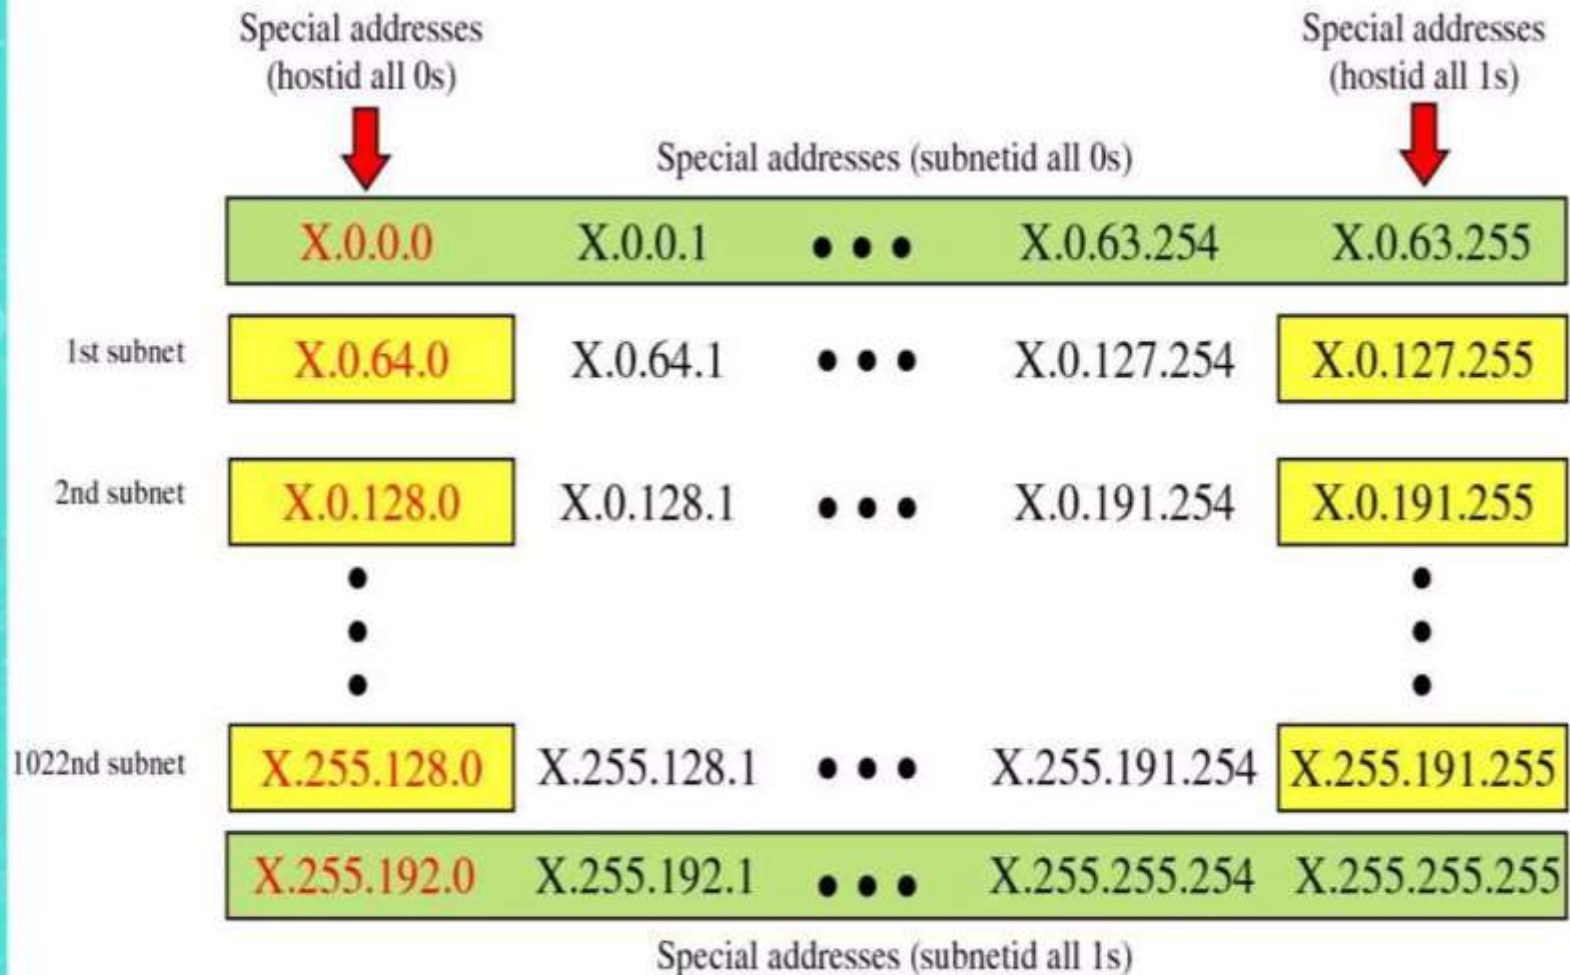 Special addresses
(hostid all 0s)
Special addresses
(hostid all 1s)
Special addresses (subnetid all 0s)
X.0.0.0 X.0.0.1 ••• X.0.63.254 X.0.63.255
1st subnet X.0.64.0 X.0.64.1 ••• X.0.127.254 X.0.127.255
2nd subnet X.0.128.0 X.0.128.1 ••• X.0.191.254 X.0.191.255
1022nd subnet X.255.128.0 X.255.128.1 ••• X.255.191.254 X.255.191.255
X.255.192.0 X.255.192.1 ••• X.255.255.254 X.255.255.255
Special addresses (subnetid all 1s)